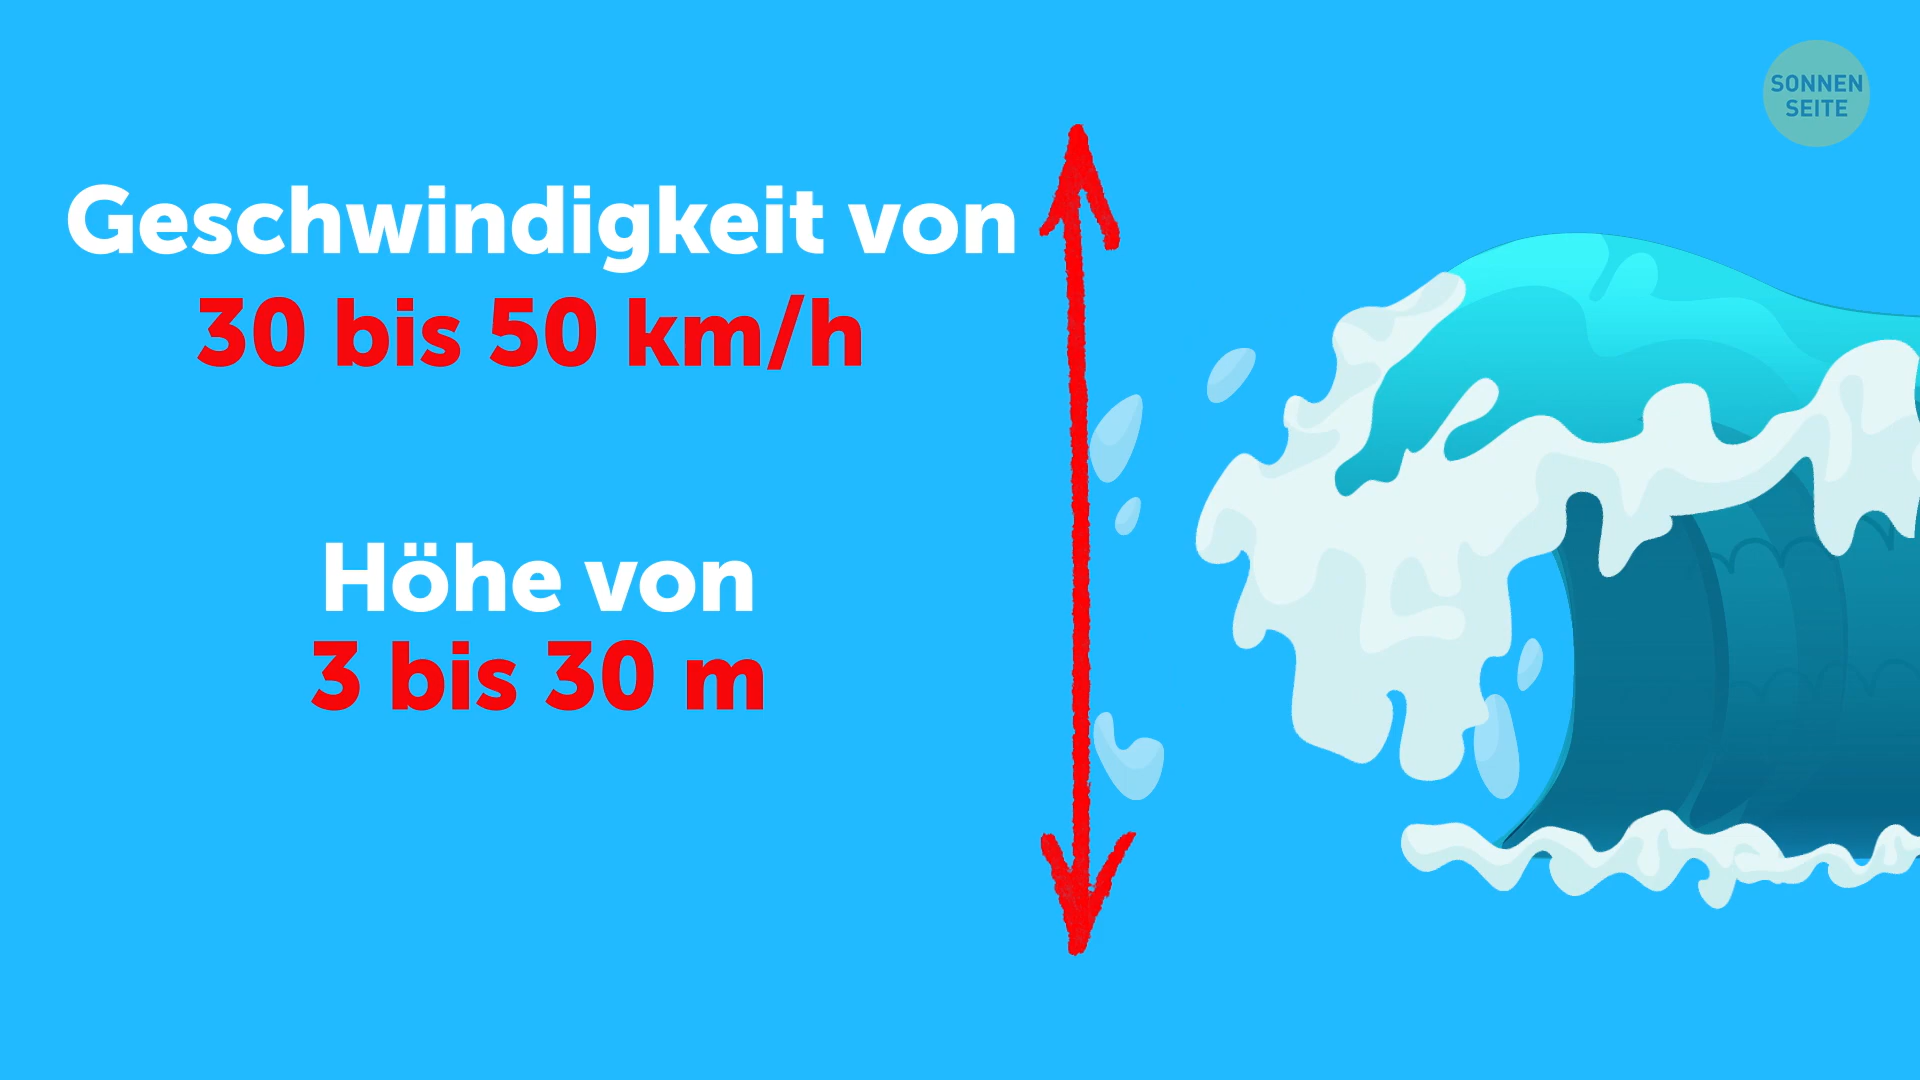 SONNEN
SEITE
Geschwindigkeit von
30 bis 50 km/h
Höhe von
3 bis 30 m